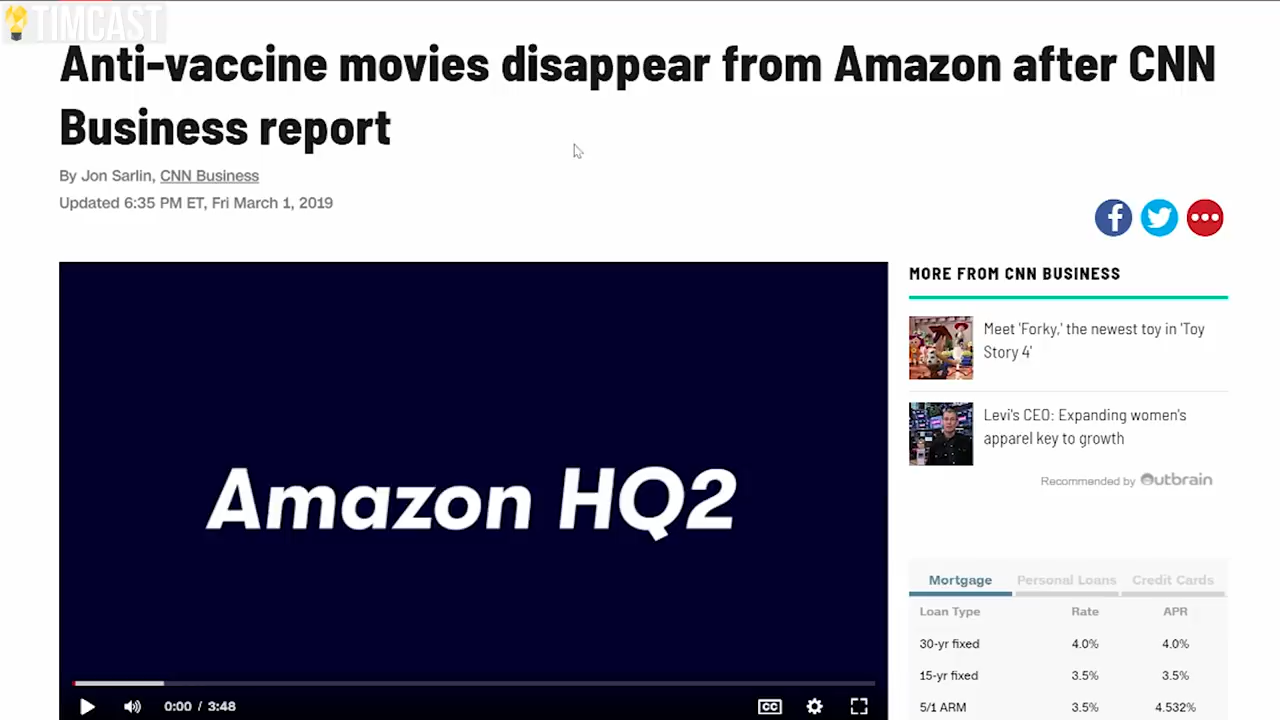 TIMCAST
Anti-vaccine movies disappear from Amazon after CNN
Business report
By Jon Sarlin, CNN Business
Updated 6:35 PM ET, Fri March 1, 2019
MORE FROM CNN BUSINESS
Meet 'Forky,' the newest toy in 'Toy
Story 4'
Levi's CEO: Expanding women's
apparel key to growth
Recommended by Outbrain
Amazon HQ2
0:00 / 3:48
CC
Mortgage Personal Loans Credit Cards
Loan Type Rate APR
30-yr fixed 4.0% 4.0%
15-yr fixed 3.5% 3.5%
5/1 ARM 3.5% 4.532%